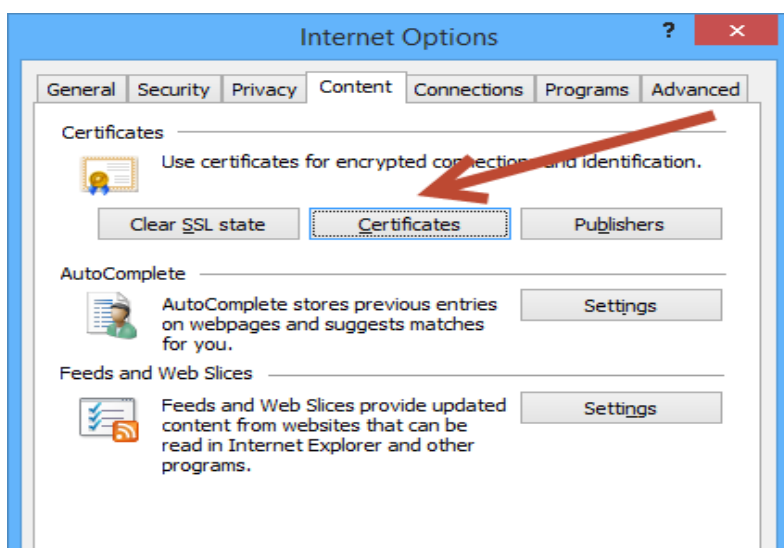 Internet Options
? ×
General Security Privacy Content Connections Programs Advanced
Certificates
Use certificates for encrypted connections and identification.
Clear SSL state Certificates Publishers
AutoComplete
AutoComplete stores previous entries
on webpages and suggests matches
for you.
Settings
Feeds and Web Slices
Feeds and Web Slices provide updated
content from websites that can be
read in Internet Explorer and other
programs.
Settings